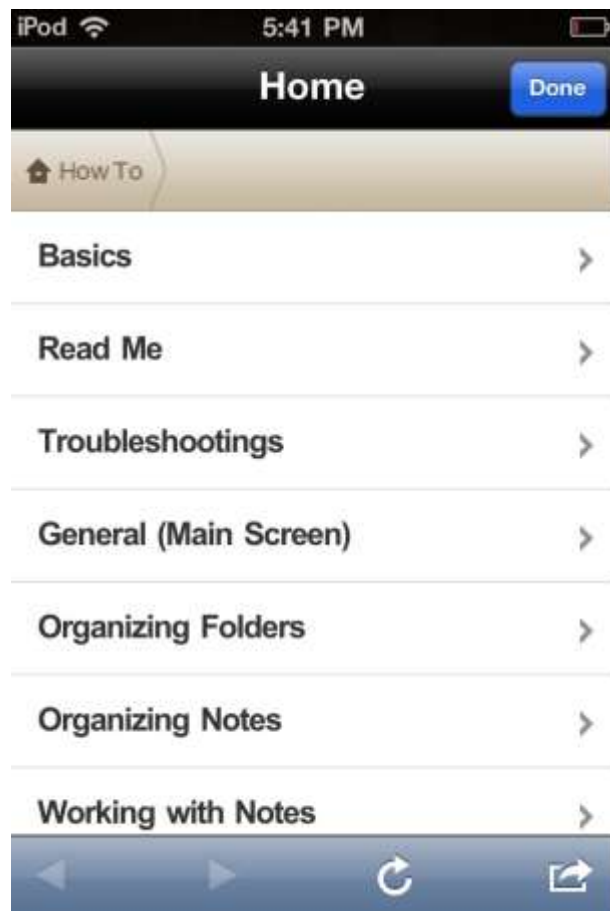 iPod 5:41 PM
Home Done
How To
Basics
Read Me
Troubleshootings
General (Main Screen)
Organizing Folders
Organizing Notes
Working with Notes